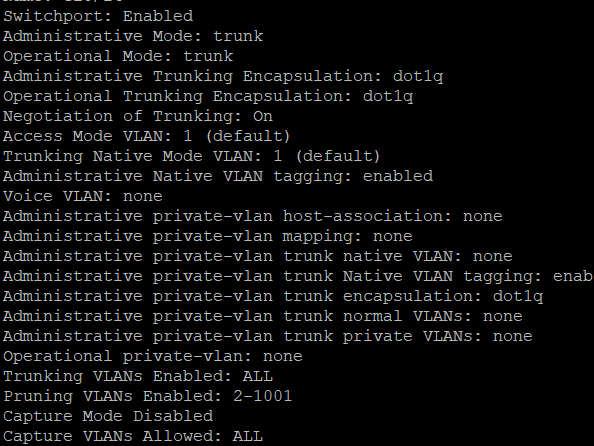 Switchport: Enabled
Administrative Mode: trunk
Operational Mode: trunk
Administrative Trunking Encapsulation: dot1q
Operational Trunking Encapsulation: dot1q
Negotiation of Trunking: On
Access Mode VLAN: 1 (default)
Trunking Native Mode VLAN: 1 (default)
Administrative Native VLAN tagging: enabled
Voice VLAN: none
Administrative private-vlan host-association: none
Administrative private-vlan mapping: none
Administrative private-vlan trunk native VLAN: none
Administrative private-vlan trunk Native VLAN tagging: enab
Administrative private-vlan trunk encapsulation: dot1q
Administrative private-vlan trunk normal VLANs: none
Administrative private-vlan trunk private VLANs: none
Operational private-vlan: none
Trunking VLANs Enabled: ALL
Pruning VLANs Enabled: 2-1001
Capture Mode Disabled
Capture VLANs Allowed: ALL